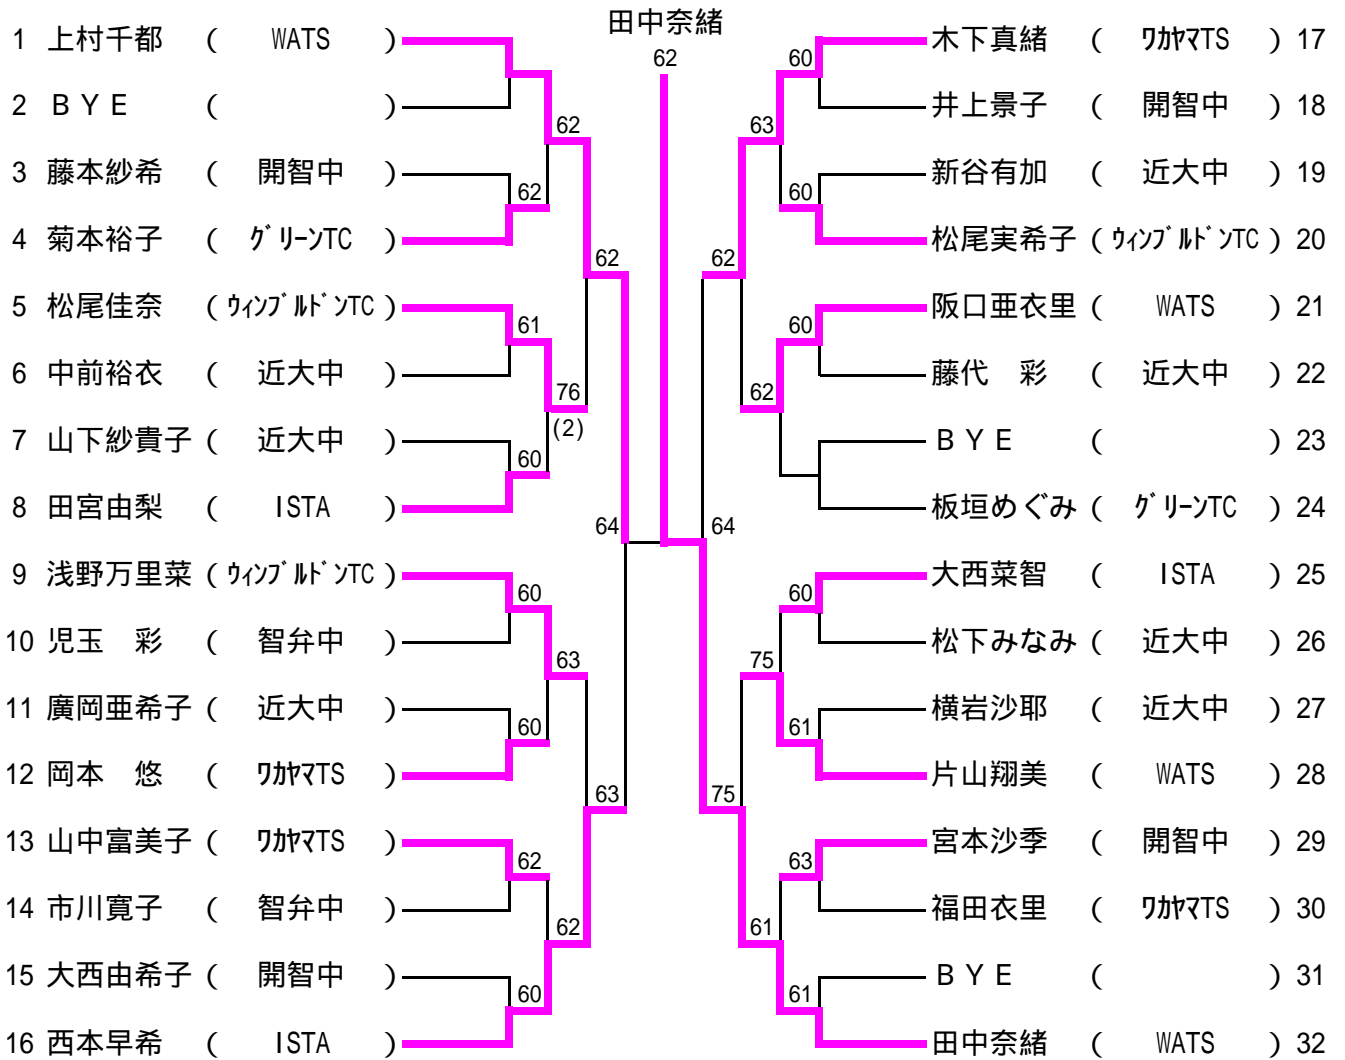 田中奈緒
62
1 上村千都 ( WATS )
2 ＢＹＥ ( )
3 藤本紗希 ( 開智中 )
4 菊本裕子 ( ｸﾞﾘｰﾝTC )
5 松尾佳奈 ( ｳｨﾝﾌﾞﾙﾄﾞﾝTC )
6 中前裕衣 ( 近大中 )
7 山下紗貴子 ( 近大中 )
8 田宮由梨 ( ISTA )
9 浅野万里菜 ( ｳｨﾝﾌﾞﾙﾄﾞﾝTC )
10 児玉　彩 ( 智弁中 )
11 廣岡亜希子 ( 近大中 )
12 岡本　悠 ( ﾜｶﾔﾏTS )
13 山中富美子 ( ﾜｶﾔﾏTS )
14 市川寛子 ( 智弁中 )
15 大西由希子 ( 開智中 )
16 西本早希 ( ISTA )
62
62
62
61
76
(2)
60
64
60
63
60
63
62
62
60
60
63
60
62
60
62
64
60
75
61
75
63
61
61
木下真緒 ( ﾜｶﾔﾏTS ) 17
井上景子 ( 開智中 ) 18
新谷有加 ( 近大中 ) 19
松尾実希子 ( ｳｨﾝﾌﾞﾙﾄﾞﾝTC ) 20
阪口亜衣里 ( WATS ) 21
藤代　彩 ( 近大中 ) 22
ＢＹＥ ( ) 23
板垣めぐみ ( ｸﾞﾘｰﾝTC ) 24
大西菜智 ( ISTA ) 25
松下みなみ ( 近大中 ) 26
横岩沙耶 ( 近大中 ) 27
片山翔美 ( WATS ) 28
宮本沙季 ( 開智中 ) 29
福田衣里 ( ﾜｶﾔﾏTS ) 30
ＢＹＥ ( ) 31
田中奈緒 ( WATS ) 32